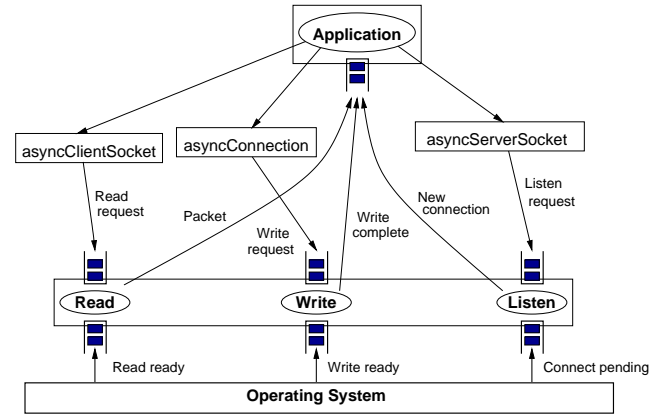 Application
asyncClientSocket
asyncConnection
asyncServerSocket
Read
request
Packet
Write
request
Write
complete
New
connection
Listen
request
Read
Write
Listen
Read ready
Write ready
Connect pending
Operating System